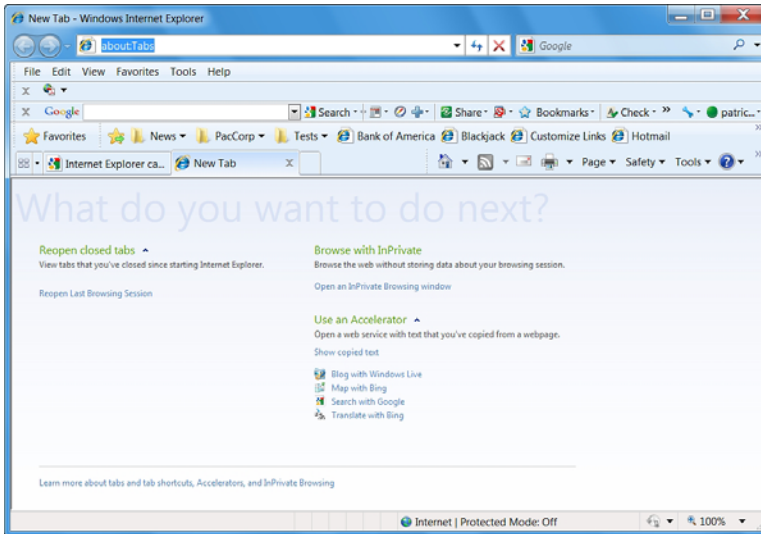 New Tab - Windows Internet Explorer
about:Tabs Google
File Edit View Favorites Tools Help
x
x Google Search Share Bookmarks Check patric...
Favorites News PacCorp Tests Bank of America Blackjack Customize Links Hotmail
Internet Explorer ca... New Tab x Page Safety Tools
What do you want to do next?
Reopen closed tabs
View tabs that you've closed since starting Internet Explorer.
Reopen Last Browsing Session
Browse with InPrivate
Browse the web without storing data about your browsing session.
Open an InPrivate Browsing window
Use an Accelerator
Open a web service with text that you've copied from a webpage.
Show copied text
Blog with Windows Live
Map with Bing
Search with Google
Translate with Bing
Learn more about tabs and tab shortcuts, Accelerators, and InPrivate Browsing
Internet | Protected Mode: Off 100%